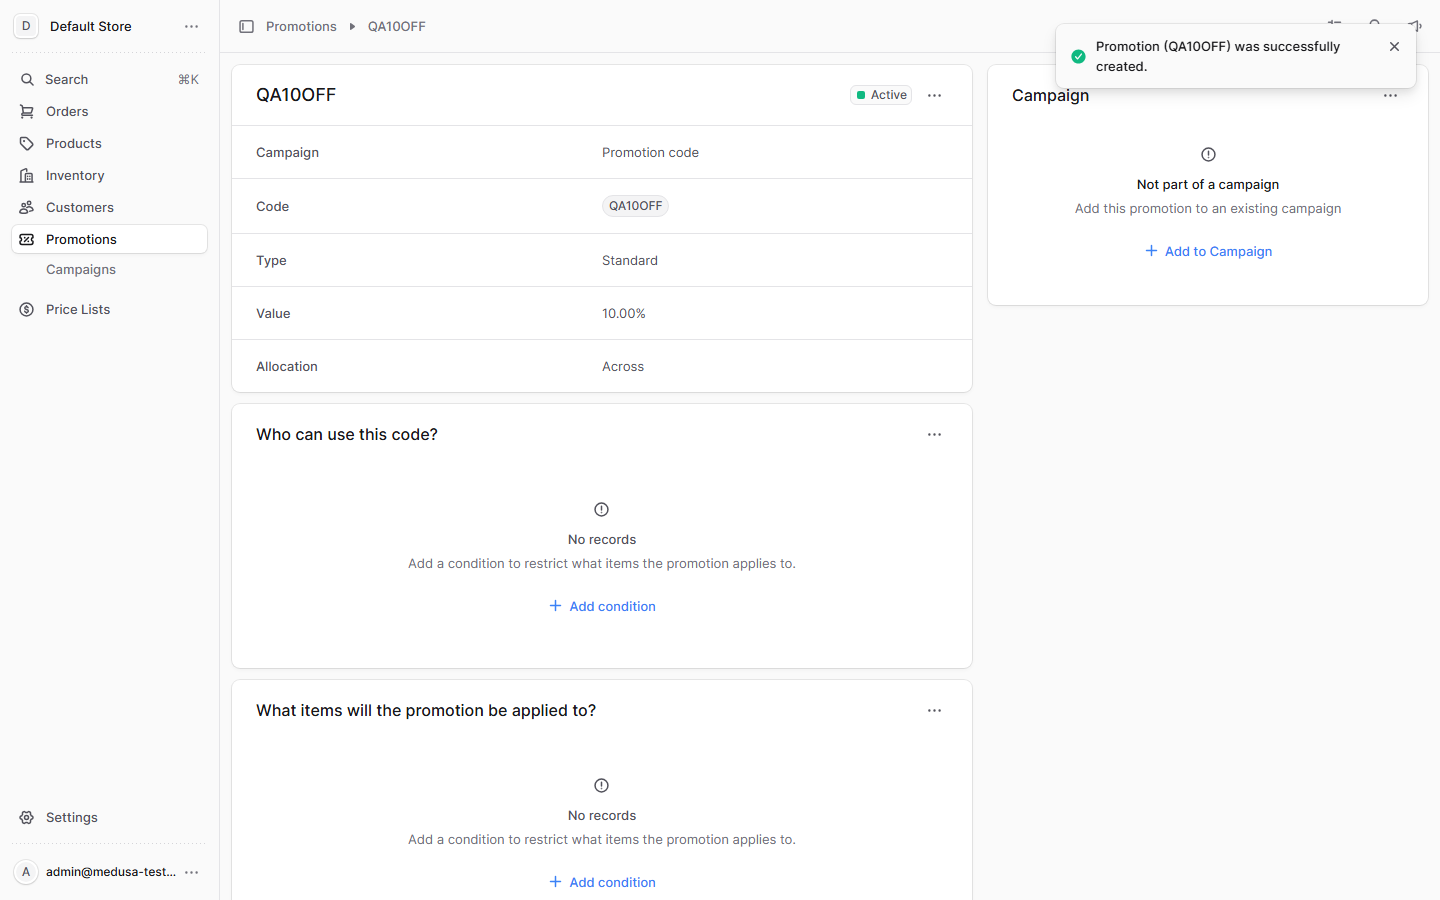 D Default Store
Search ⌘K
Orders
Products
Inventory
Customers
Promotions
Campaigns
Price Lists
Settings
A admin@medusa-test...
Promotions QA10OFF
Promotion (QA10OFF) was successfully
created.
QA10OFF Active
Campaign Promotion code
Code QA10OFF
Type Standard
Value 10.00%
Allocation Across
Who can use this code?
No records
Add a condition to restrict what items the promotion applies to.
Add condition
What items will the promotion be applied to?
No records
Add a condition to restrict what items the promotion applies to.
Add condition
Campaign
Not part of a campaign
Add this promotion to an existing campaign
Add to Campaign